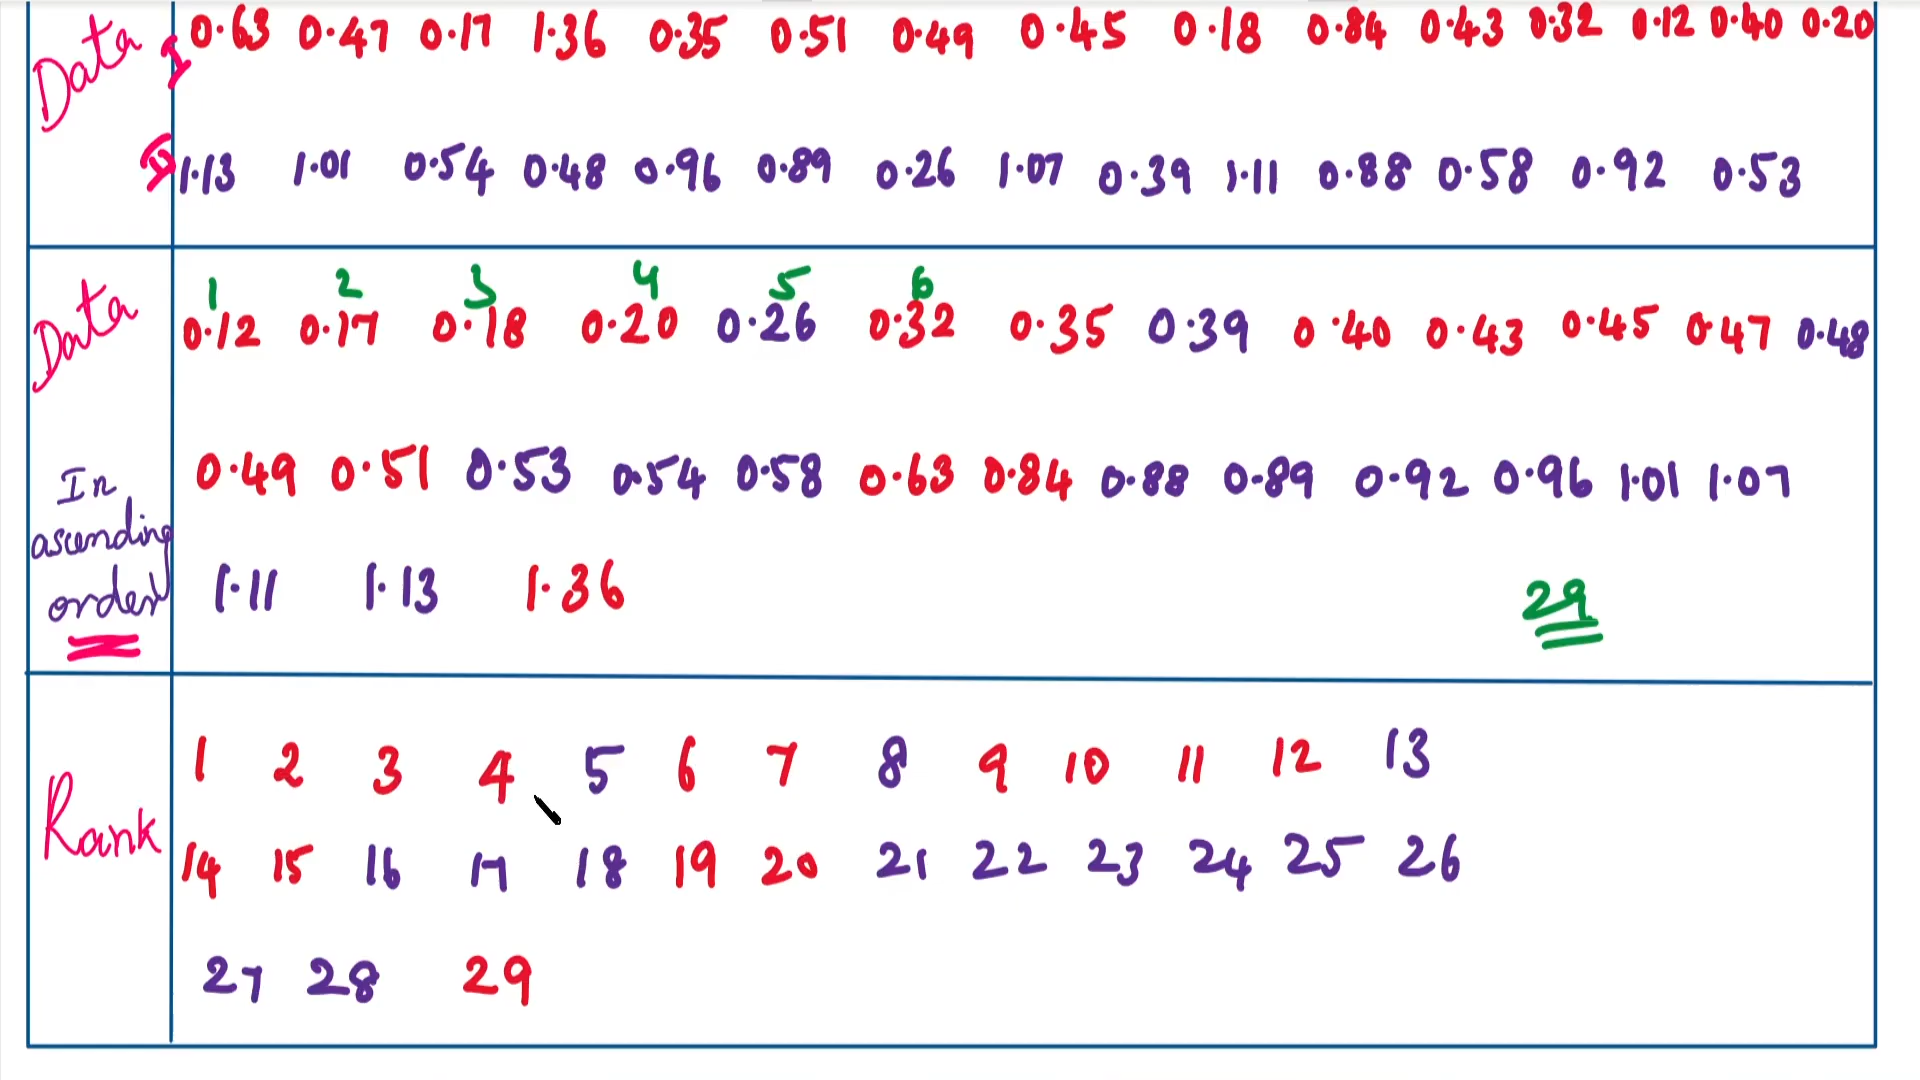 Data I 0.63 0.47 0.17 1.36 0.35 0.51 0.49 0.45 0.18 0.84 0.43 0.32 0.12 0.40 0.20
II 1.13 1.01 0.54 0.48 0.96 0.89 0.26 1.07 0.39 1.11 0.88 0.58 0.92 0.53
1 2 3 4 5 6
Data 0.12 0.17 0.18 0.20 0.26 0.32 0.35 0.39 0.40 0.43 0.45 0.47 0.48
In ascending order
0.49 0.51 0.53 0.54 0.58 0.63 0.84 0.88 0.89 0.92 0.96 1.01 1.07
1.11 1.13 1.36 29
Rank
1 2 3 4 5 6 7 8 9 10 11 12 13
14 15 16 17 18 19 20 21 22 23 24 25 26
27 28 29